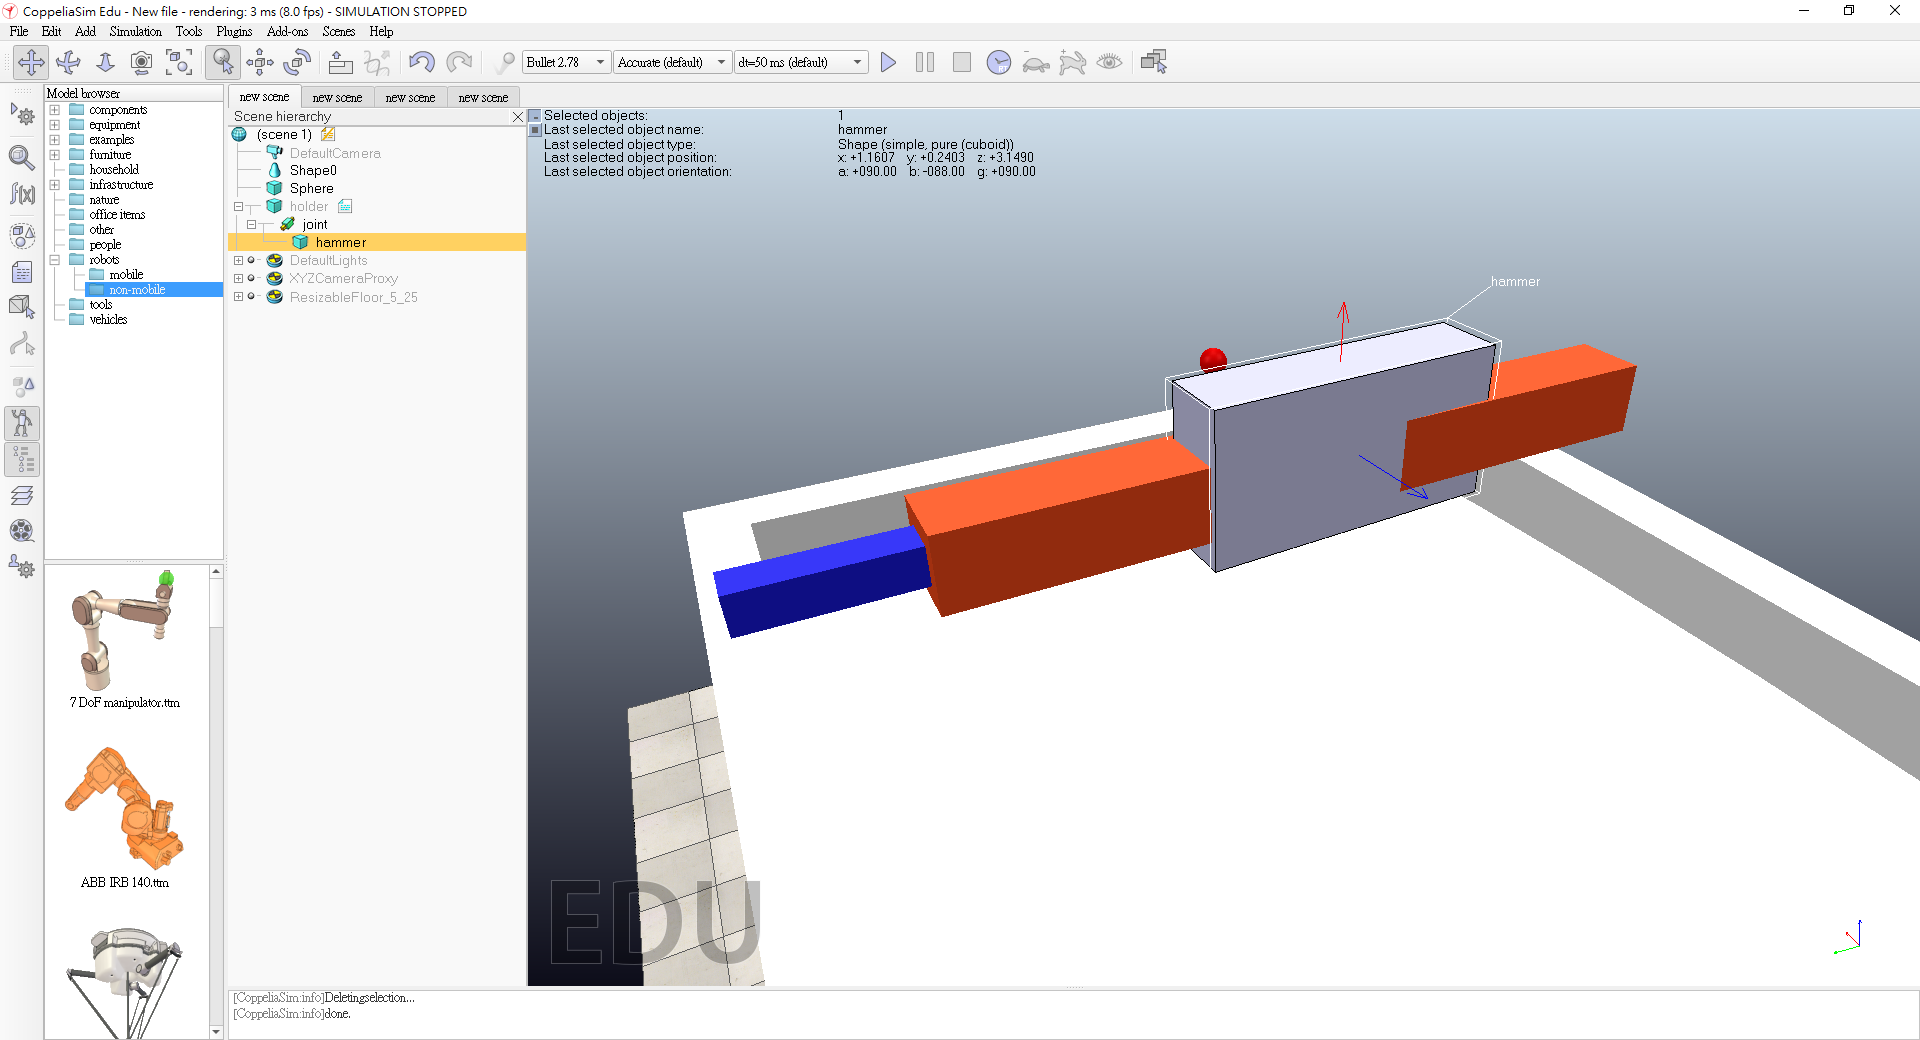 CoppeliaSim Edu - New file - rendering: 3 ms (8.0 fps) - SIMULATION STOPPED
File Edit Add Simulation Tools Plugins Add-ons Scenes Help
Bullet 2.78 Accurate (default) dt=50 ms (default)
Model browser
components
equipment
examples
furniture
household
infrastructure
nature
office items
other
people
robots
mobile
non-mobile
tools
vehicles
7 DoF manipulator.ttm
ABB IRB 140.ttm
new scene new scene new scene new scene
Scene hierarchy
(scene 1)
DefaultCamera
Shape0
Sphere
holder
joint
hammer
DefaultLights
XYZCameraProxy
ResizableFloor_5_25
Selected objects: 1
Last selected object name: hammer
Last selected object type: Shape (simple, pure (cuboid))
Last selected object position: x: +1.1607 y: +0.2403 z: +3.1490
Last selected object orientation: a: +090.00 b: -088.00 g: +090.00
hammer
EDU
[CoppeliaSim:info]Deletingselection...
[CoppeliaSim:info]done.